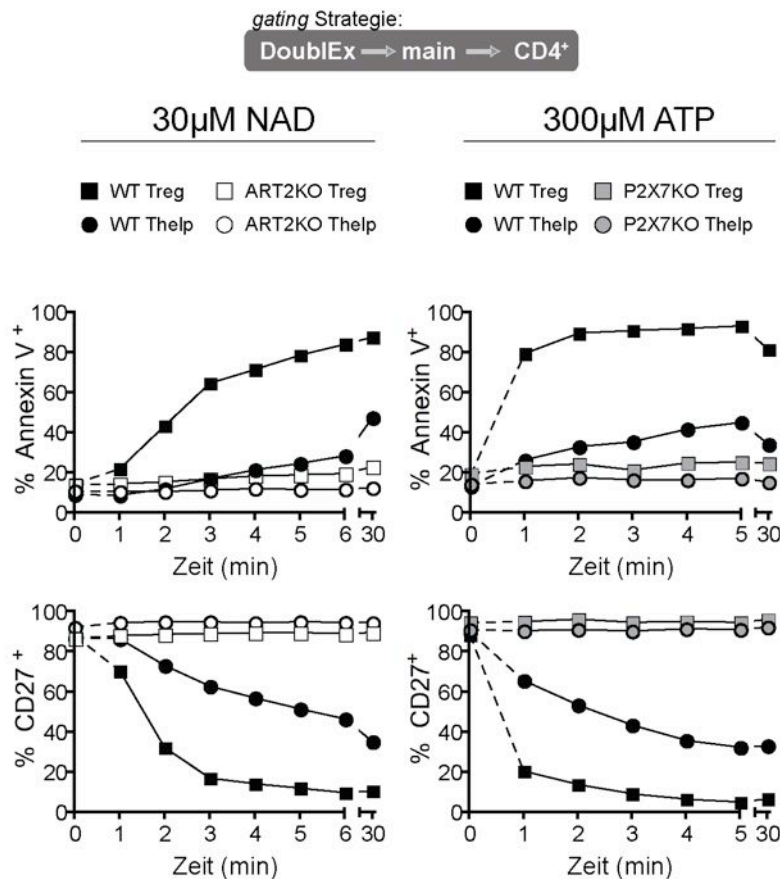 gating Strategie:
DoublEx → main → CD4⁺
30µM NAD
WT Treg ART2KO Treg
WT Thelp ART2KO Thelp
300µM ATP
WT Treg P2X7KO Treg
WT Thelp P2X7KO Thelp
% Annexin V⁺
100
80
60
40
20
0
0 1 2 3 4 5 6 30
Zeit (min)
% Annexin V⁺
100
80
60
40
20
0
0 1 2 3 4 5 30
Zeit (min)
% CD27⁺
100
80
60
40
20
0
0 1 2 3 4 5 6 30
Zeit (min)
% CD27⁺
100
80
60
40
20
0
0 1 2 3 4 5 30
Zeit (min)